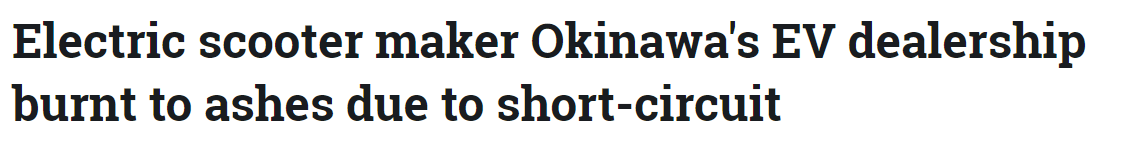 Electric scooter maker Okinawa's EV dealership
burnt to ashes due to short-circuit